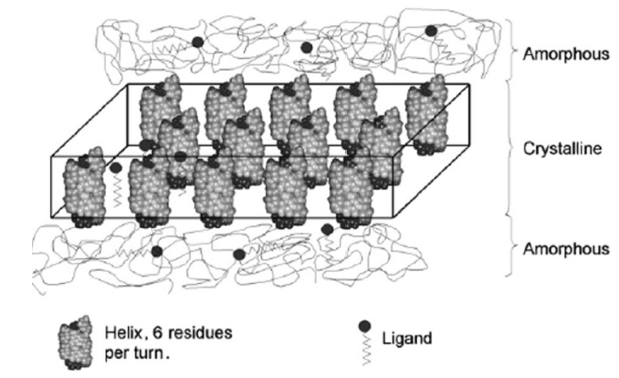 Amorphous
Crystalline
Amorphous
Helix, 6 residues
per turn.
Ligand